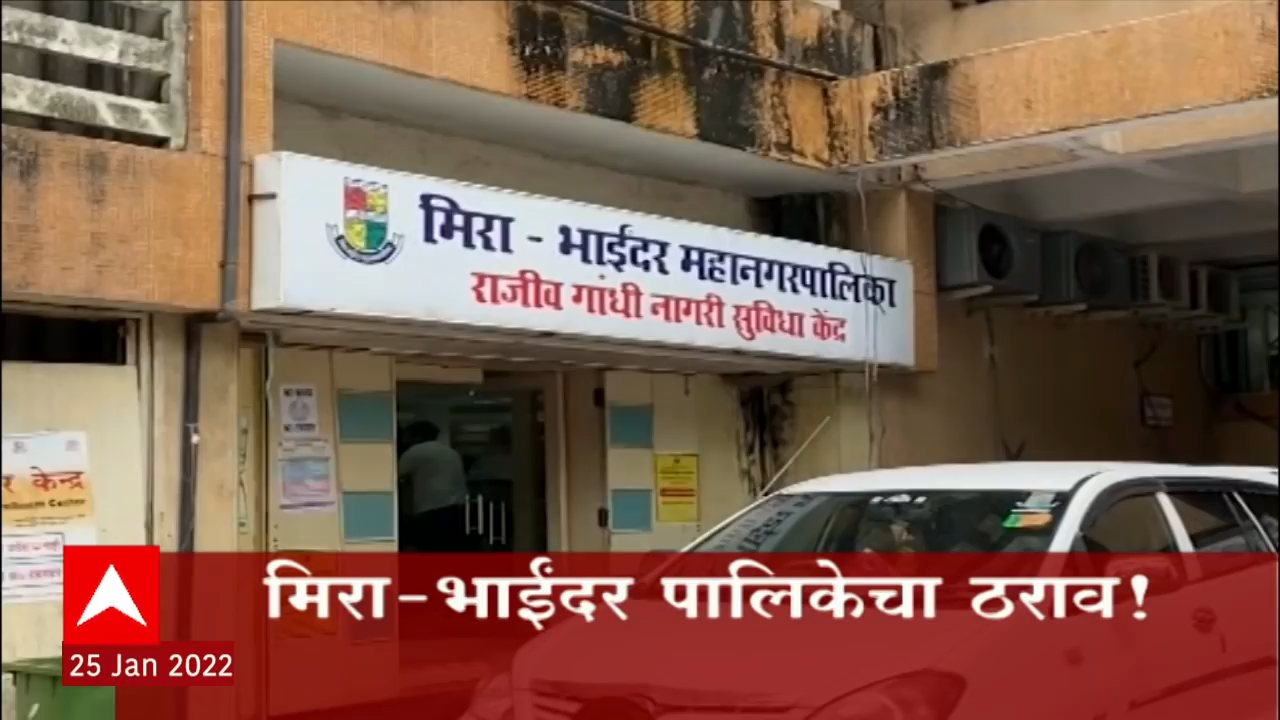 मिरा - भाईंदर महानगरपालिका
राजीव गांधी नागरी सुविधा केंद्र
केन्द्र
मिरा-भाईंदर पालिकेचा ठराव!
25 Jan 2022